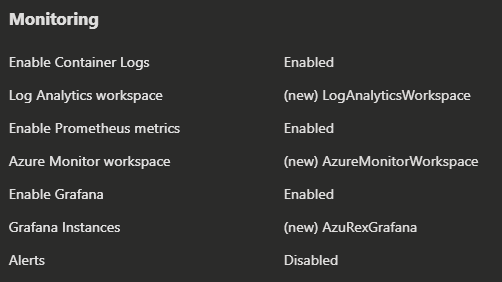 Monitoring
Enable Container Logs Enabled
Log Analytics workspace (new) LogAnalyticsWorkspace
Enable Prometheus metrics Enabled
Azure Monitor workspace (new) AzureMonitorWorkspace
Enable Grafana Enabled
Grafana Instances (new) AzuRexGrafana
Alerts Disabled